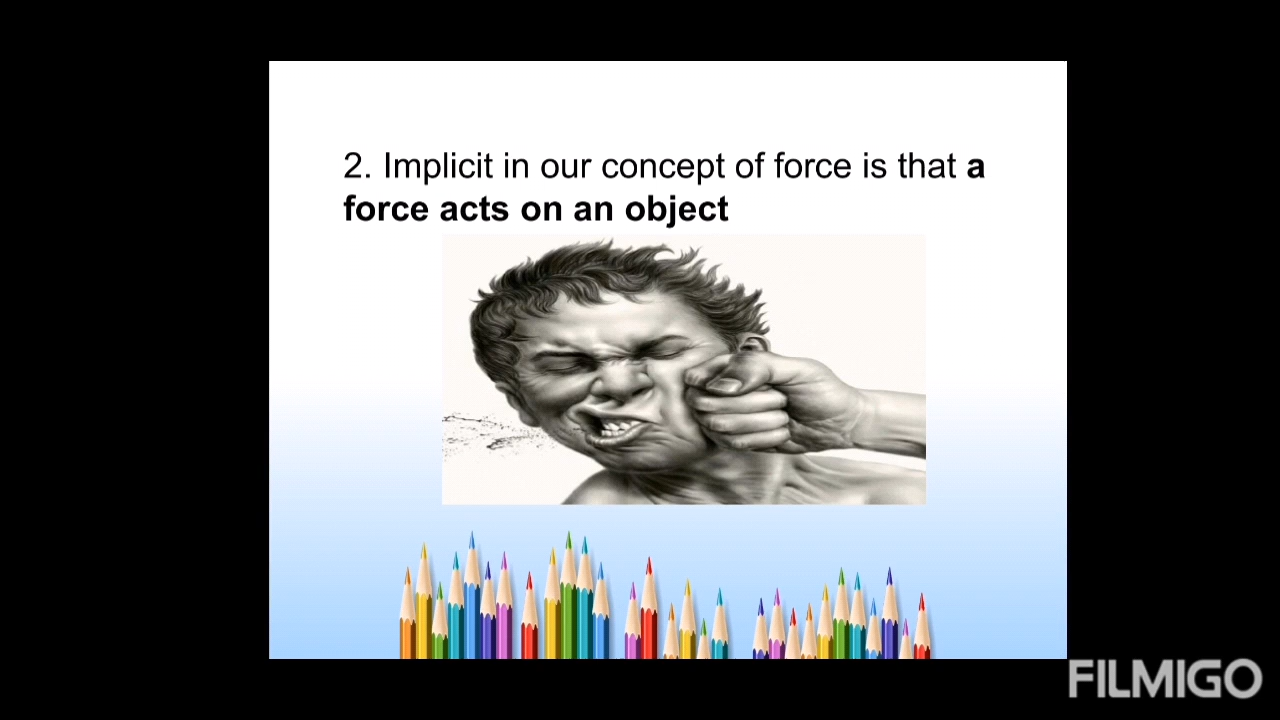 2. Implicit in our concept of force is that a
force acts on an object
FILMIGO